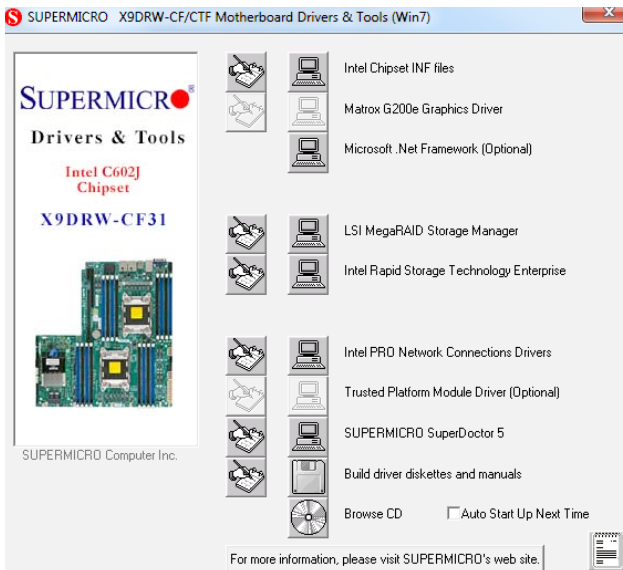 SUPERMICRO X9DRW-CF/CTF Motherboard Drivers & Tools (Win7)
SUPERMICRO
Drivers & Tools
Intel C602J
Chipset
X9DRW-CF31
SUPERMICRO Computer Inc.
Intel Chipset INF files
Matrox G200e Graphics Driver
Microsoft .Net Framework (Optional)
LSI MegaRAID Storage Manager
Intel Rapid Storage Technology Enterprise
Intel PRO Network Connections Drivers
Trusted Platform Module Driver (Optional)
SUPERMICRO SuperDoctor 5
Build driver diskettes and manuals
Browse CD Auto Start Up Next Time
For more information, please visit SUPERMICRO's web site.